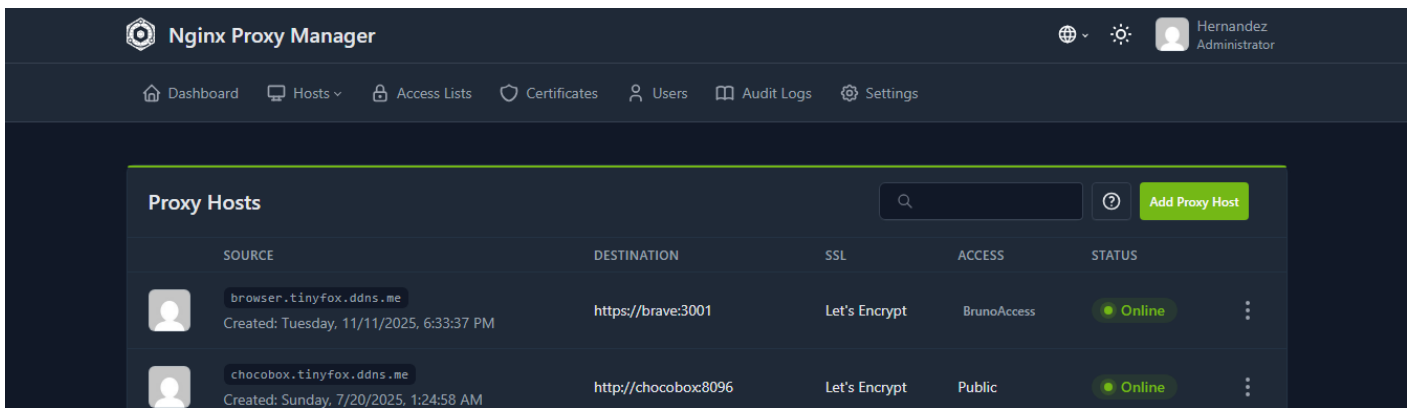 Nginx Proxy Manager
Hernandez
Administrator
Dashboard Hosts Access Lists Certificates Users Audit Logs Settings
Proxy Hosts
Add Proxy Host
SOURCE DESTINATION SSL ACCESS STATUS
browser.tinyfox.ddns.me
Created: Tuesday, 11/11/2025, 6:33:37 PM
https://brave:3001 Let's Encrypt BrunoAccess Online
chocobox.tinyfox.ddns.me
Created: Sunday, 7/20/2025, 1:24:58 AM
http://chocobox:8096 Let's Encrypt Public Online